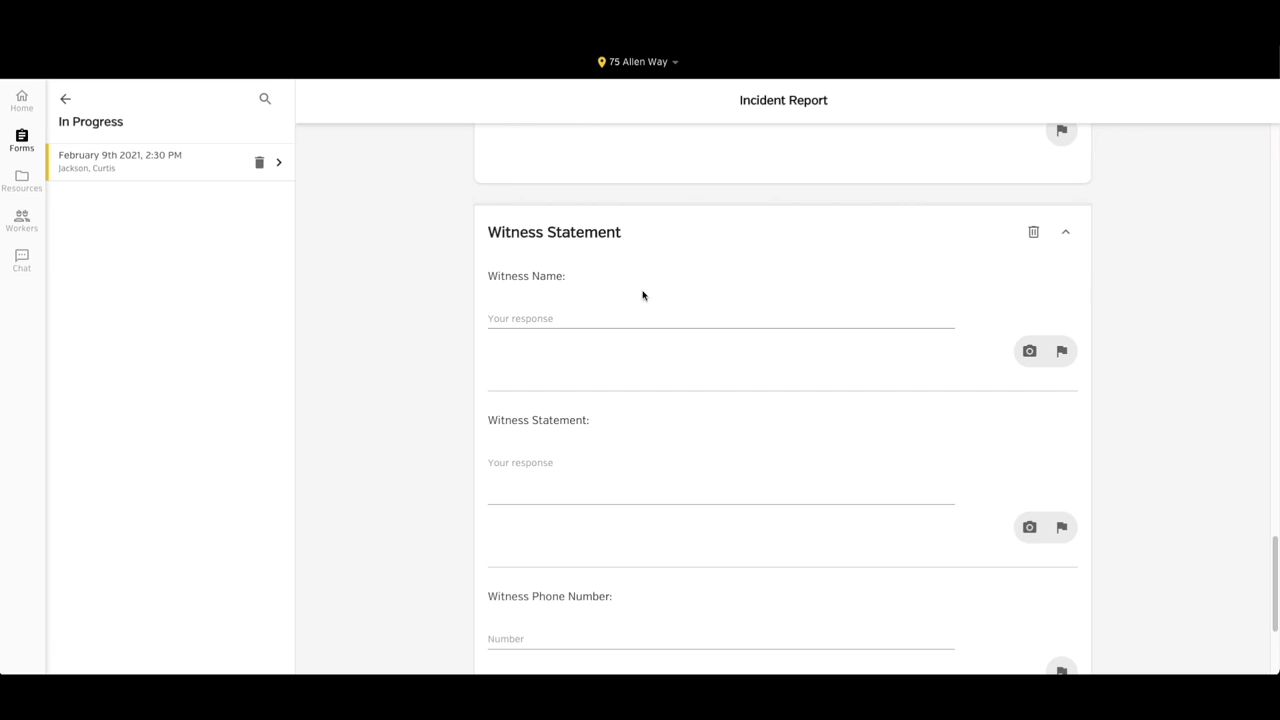 75 Allen Way
Home
Forms
Resources
Workers
Chat
In Progress
February 9th 2021, 2:30 PM
Jackson, Curtis
Incident Report
Witness Statement
Witness Name:
Your response
Witness Statement:
Your response
Witness Phone Number:
Number